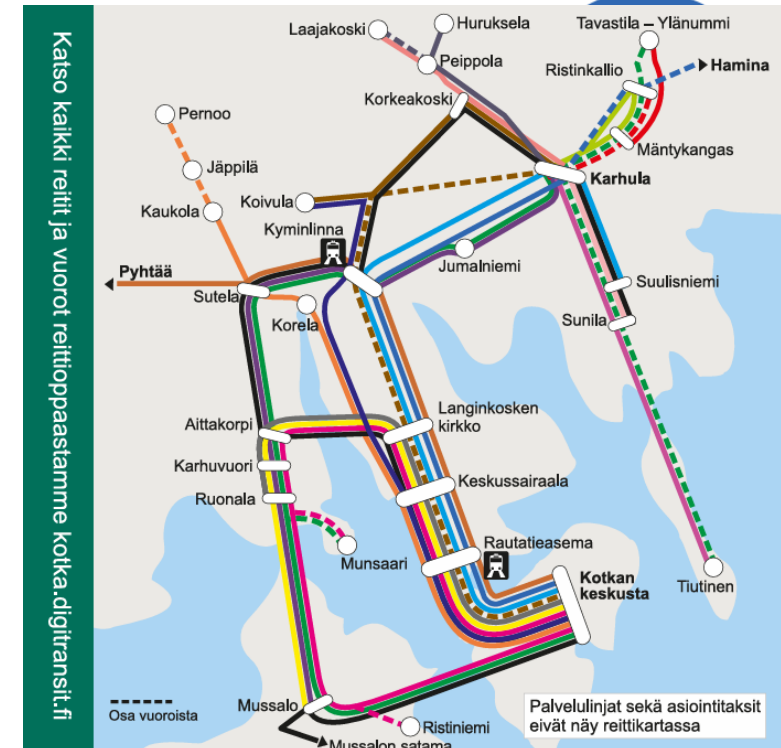 Katso kaikki reitit ja vuorot reittioppaastamme kotka.digitransit.fi
Laajakoski
Huruksela
Tavastila – Ylänummi
Peippola
Ristinkallio
Hamina
Korkeakoski
Pernoo
Mäntykangas
Jäppilä
Karhula
Koivula
Kaukola
Kyminlinna
Jumalniemi
Pyhtää
Suulisniemi
Sutela
Korela
Sunila
Langinkosken
kirkko
Aittakorpi
Karhuvuori
Keskussairaala
Ruonala
Rautatieasema
Munsaari
Kotkan
keskusta
Tiutinen
Mussalo
Osa vuoroista
Ristiniemi
Mussalon satama
Palvelulinjat sekä asiointitaksit
eivät näy reittikartassa